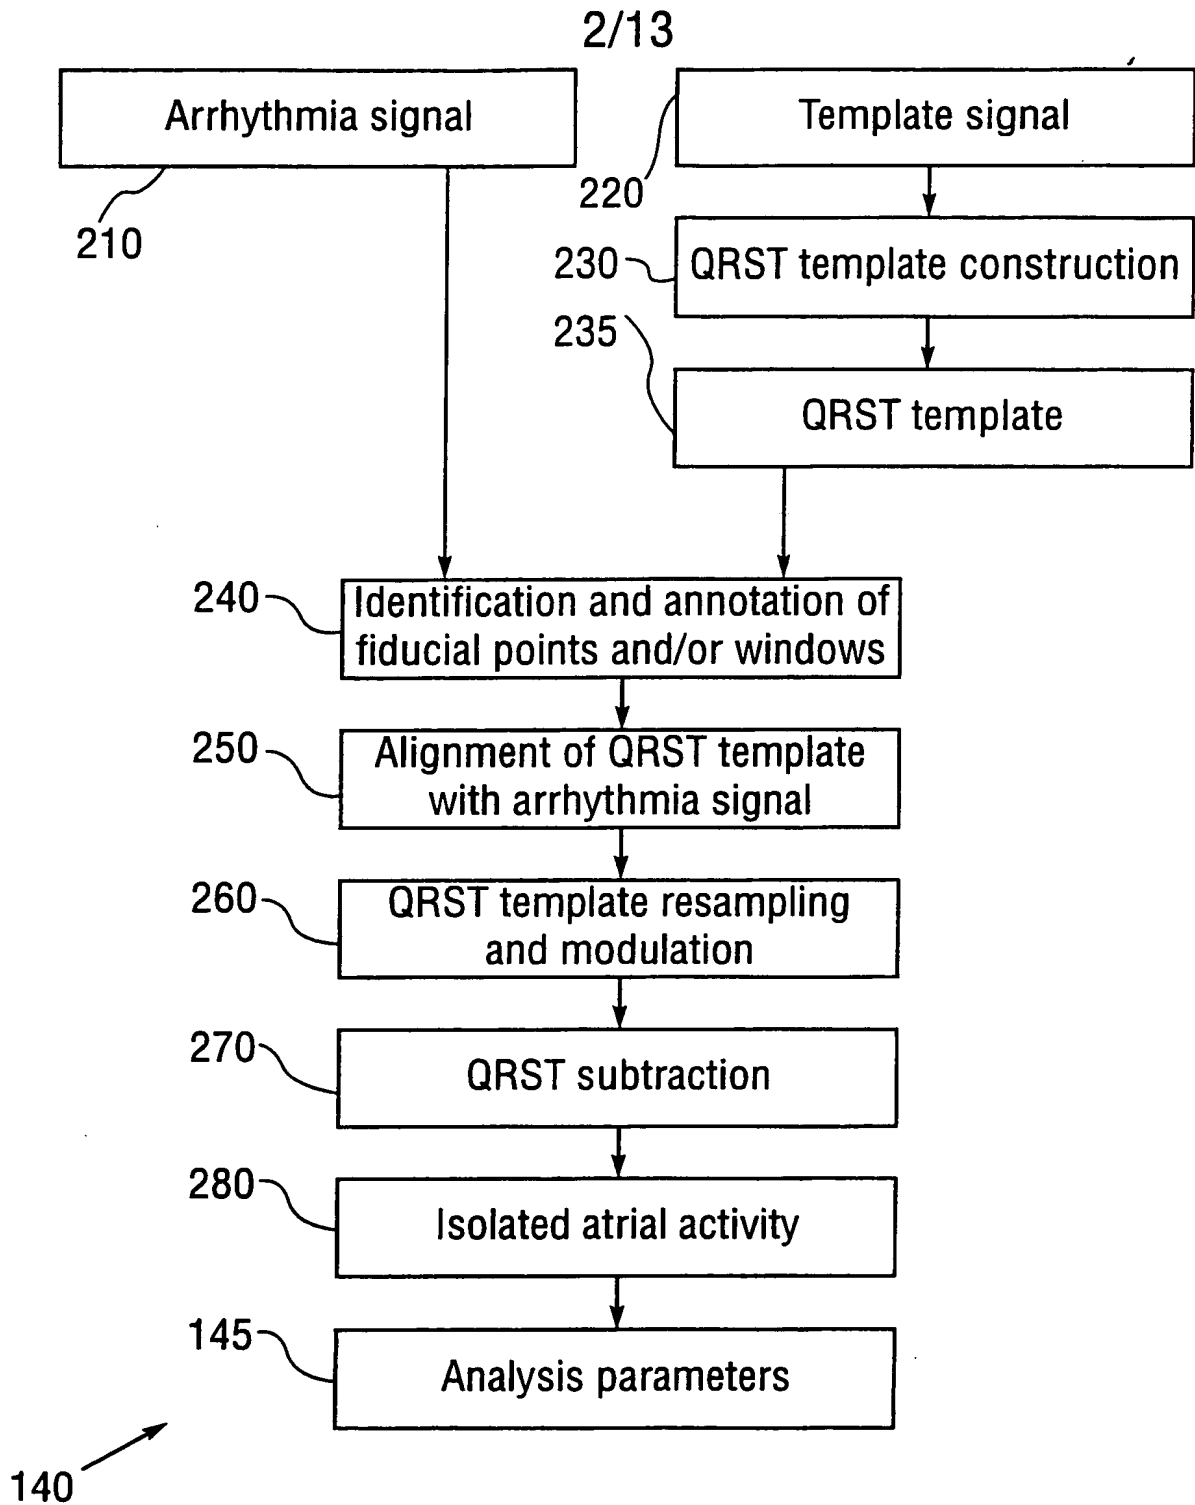 2/13
Arrhythmia signal
Template signal
210
220
230
QRST template construction
235
QRST template
240
Identification and annotation of
fiducial points and/or windows
250
Alignment of QRST template
with arrhythmia signal
260
QRST template resampling
and modulation
270
QRST subtraction
280
Isolated atrial activity
145
Analysis parameters
140